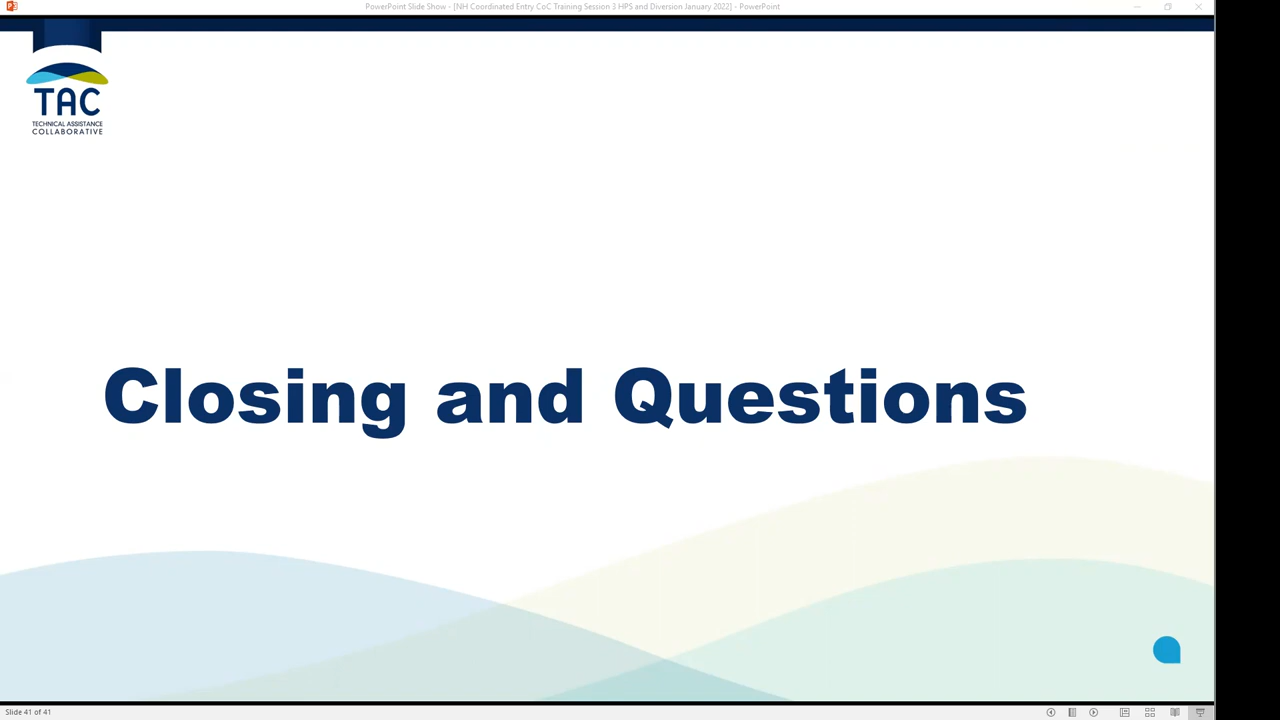 PowerPoint Slide Show - [NH Coordinated Entry CoC Training Session 3 HPS and Diversion January 2022] - PowerPoint
TAC
TECHNICAL ASSISTANCE
COLLABORATIVE
Closing and Questions
Slide 41 of 41